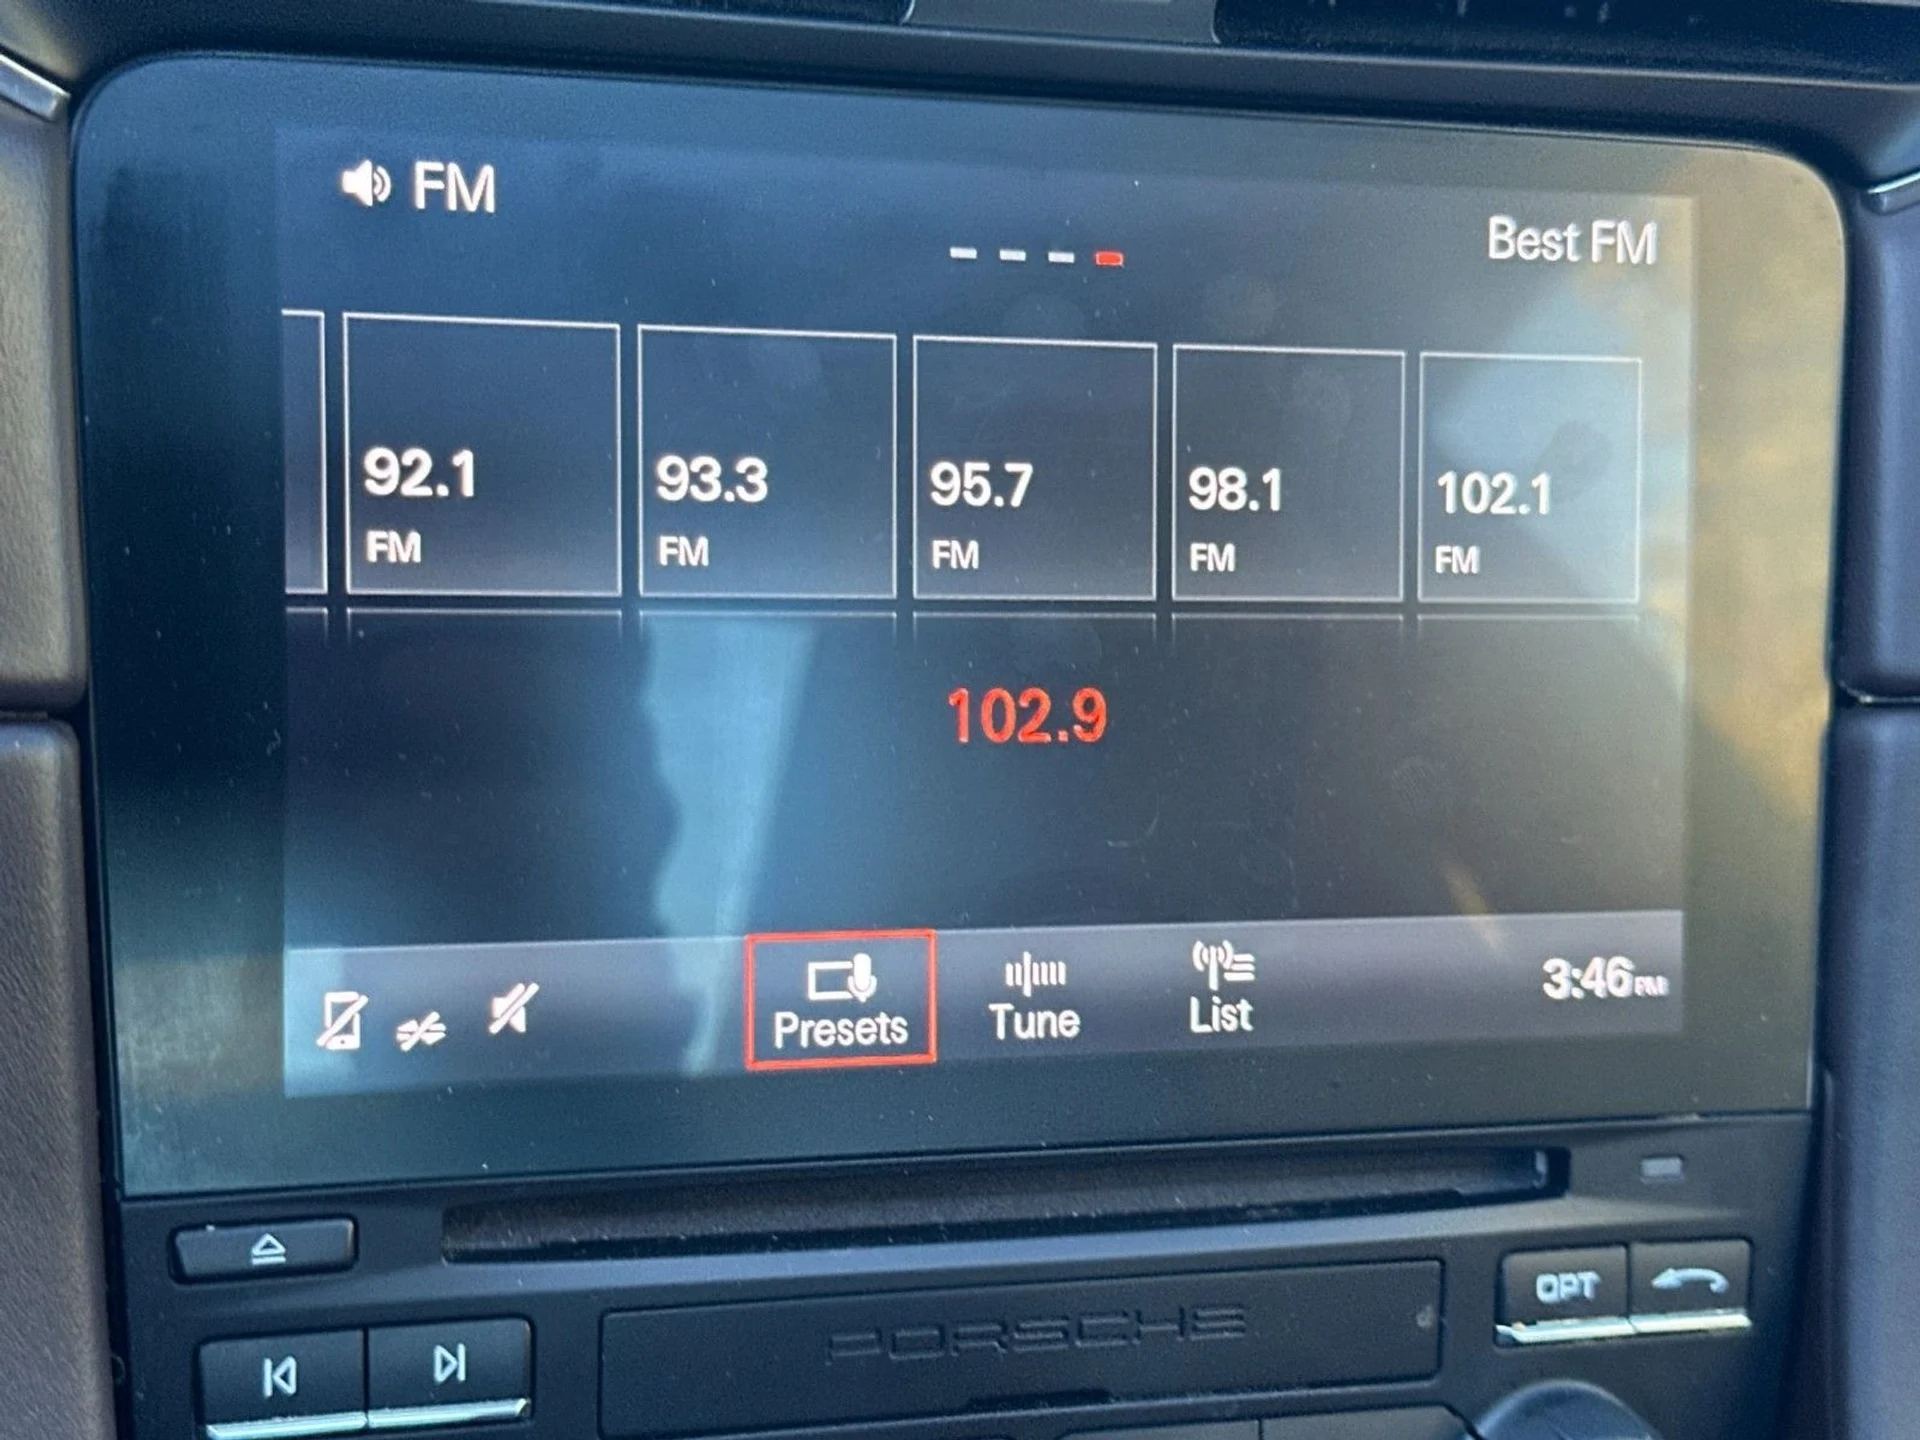 FM
Best FM
92.1
FM
93.3
FM
95.7
FM
98.1
FM
102.1
FM
102.9
Presets
Tune
List
3:46PM
OPT
PORSCHE